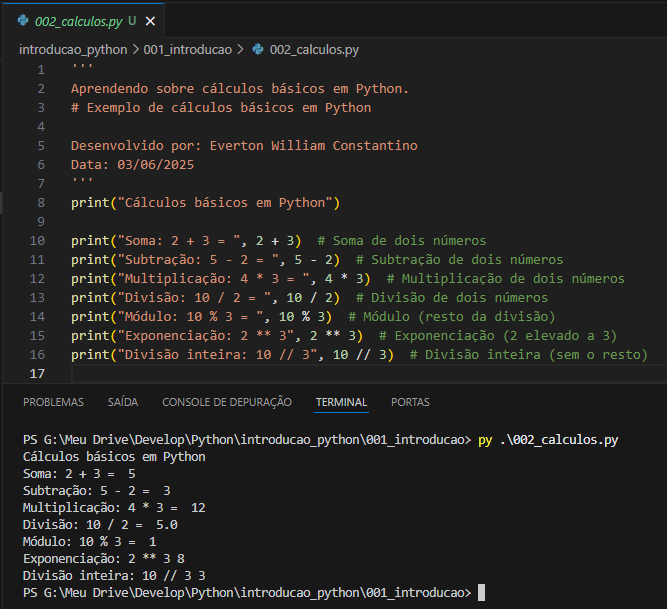 002_calculos.py U ×
introducao_python > 001_introducao > 002_calculos.py
1 '''
2 Aprendendo sobre cálculos básicos em Python.
3 # Exemplo de cálculos básicos em Python
4
5 Desenvolvido por: Everton William Constantino
6 Data: 03/06/2025
7 '''
8 print("Cálculos básicos em Python")
9
10 print("Soma: 2 + 3 = ", 2 + 3)  # Soma de dois números
11 print("Subtração: 5 - 2 = ", 5 - 2)  # Subtração de dois números
12 print("Multiplicação: 4 * 3 = ", 4 * 3)  # Multiplicação de dois números
13 print("Divisão: 10 / 2 = ", 10 / 2)  # Divisão de dois números
14 print("Módulo: 10 % 3 = ", 10 % 3)  # Módulo (resto da divisão)
15 print("Exponenciação: 2 ** 3", 2 ** 3)  # Exponenciação (2 elevado a 3)
16 print("Divisão inteira: 10 // 3", 10 // 3)  # Divisão inteira (sem o resto)
17
PROBLEMAS SAÍDA CONSOLE DE DEPURAÇÃO TERMINAL PORTAS
PS G:\Meu Drive\Develop\Python\introducao_python\001_introducao> py .\002_calculos.py
Cálculos básicos em Python
Soma: 2 + 3 =  5
Subtração: 5 - 2 =  3
Multiplicação: 4 * 3 =  12
Divisão: 10 / 2 =  5.0
Módulo: 10 % 3 =  1
Exponenciação: 2 ** 3 8
Divisão inteira: 10 // 3 3
PS G:\Meu Drive\Develop\Python\introducao_python\001_introducao>